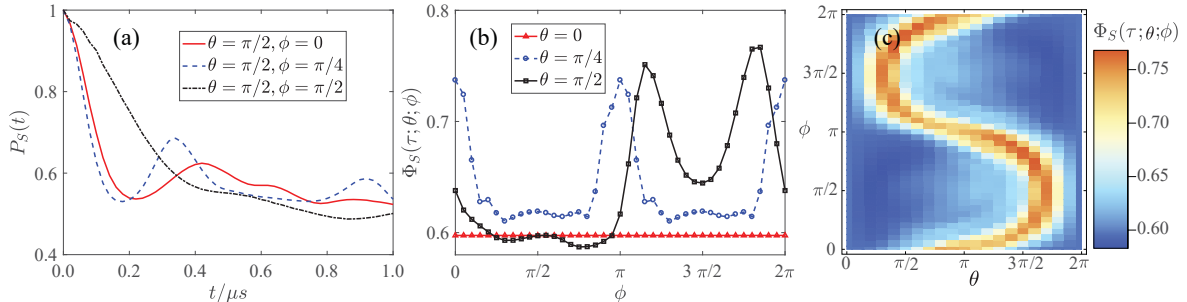 (a)
θ = π/2, ϕ = 0
θ = π/2, ϕ = π/4
θ = π/2, ϕ = π/2
P_S(t)
1
0.8
0.6
0.4
0.0
0.2
0.4
0.6
0.8
1.0
t/μs
(b)
θ = 0
θ = π/4
θ = π/2
Φ_S(τ; θ; ϕ)
0.8
0.7
0.6
0
π/2
π
3 π/2
2π
ϕ
(c)
Φ_S(τ; θ; ϕ)
2π
3π/2
π
π/2
0
ϕ
0
π/2
π
3π/2
2π
θ
0.75
0.70
0.65
0.60